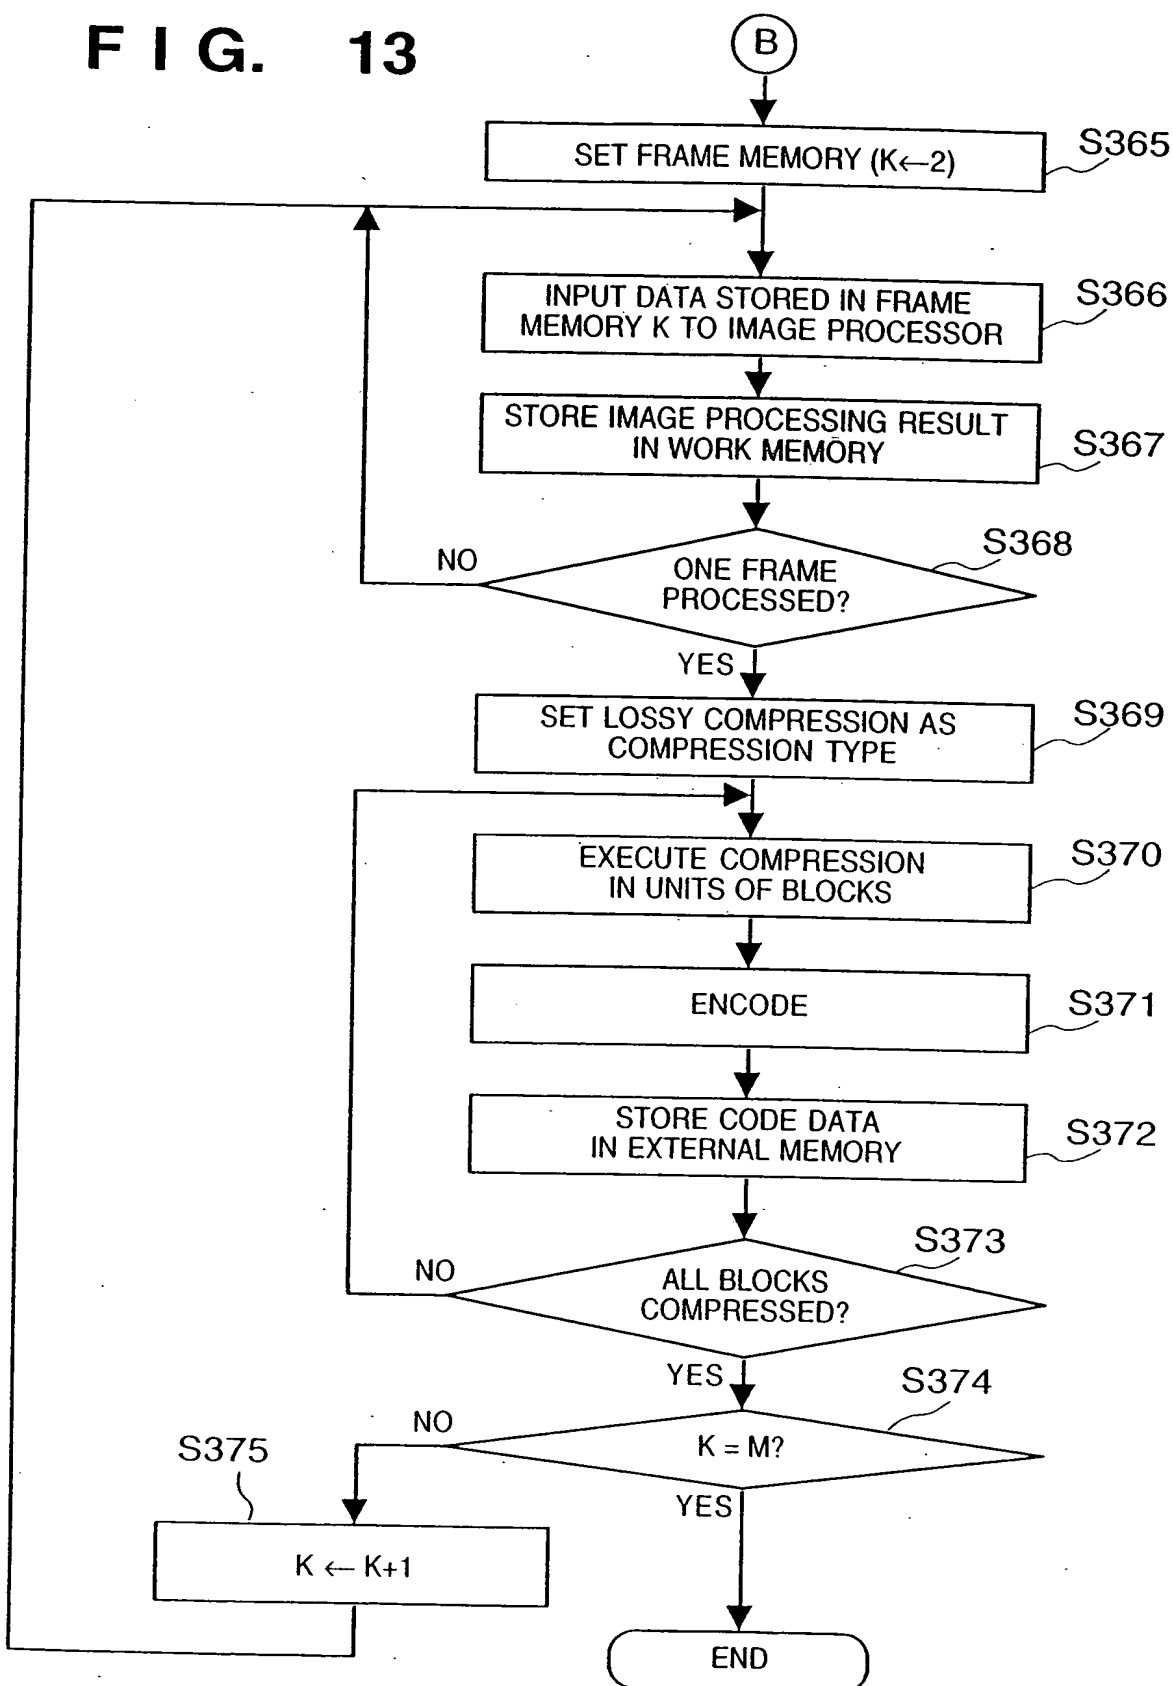 FIG. 13
B
SET FRAME MEMORY (K←2)
S365
INPUT DATA STORED IN FRAME
MEMORY K TO IMAGE PROCESSOR
S366
STORE IMAGE PROCESSING RESULT
IN WORK MEMORY
S367
S368
NO
ONE FRAME
PROCESSED?
YES
SET LOSSY COMPRESSION AS
COMPRESSION TYPE
S369
EXECUTE COMPRESSION
IN UNITS OF BLOCKS
S370
ENCODE
S371
STORE CODE DATA
IN EXTERNAL MEMORY
S372
S373
NO
ALL BLOCKS
COMPRESSED?
YES
S374
NO
K = M?
S375
YES
K ← K+1
END